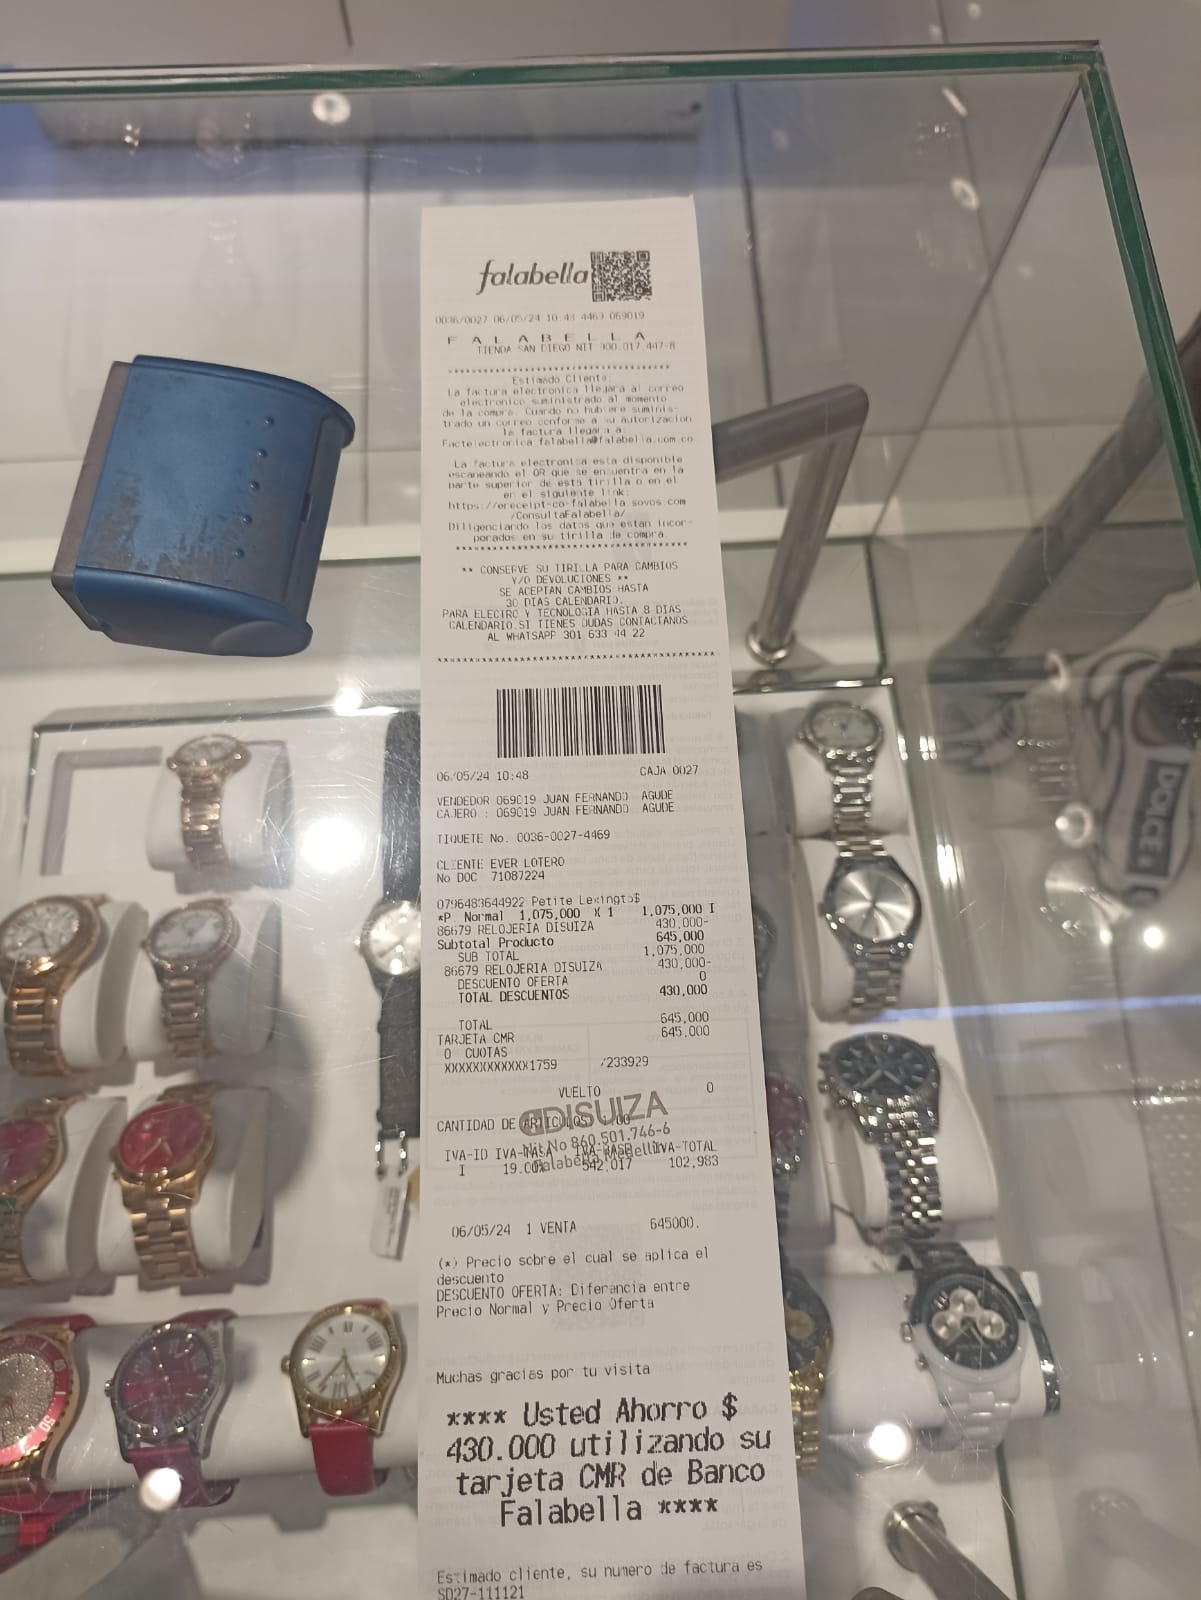 falabella
0036/0027 06/05/24 10:48 4469 069019
F A L A B E L L A
TIENDA SAN DIEGO NIT 900.017.447-8
Estimado Cliente:
La factura electronica llegara al correo
electronico suministrado al momento
de la compra. Cuando no hubiere suminis-
trado un correo conforme a su autorizacion
la factura llegara a:
Factelectronica falabella@falabella.com.co
La factura electronica esta disponible
escaneando el QR que se encuentra en la
parte superior de esta tirilla o en el
en el siguiente link:
https://ereceipt-co-falabella.sovos.com
/ConsultaFalabella/
Diligenciando los datos que estan incor-
porados en su tirilla de compra.
** CONSERVE SU TIRILLA PARA CAMBIOS
Y/O DEVOLUCIONES **
SE ACEPTAN CAMBIOS HASTA
30 DIAS CALENDARIO.
PARA ELECTRO Y TECNOLOGIA HASTA 8 DIAS
CALENDARIO.SI TIENES DUDAS CONTACTANOS
AL WHATSAPP 301 633 44 22
06/05/24 10:48 CAJA 0027
VENDEDOR 069019 JUAN FERNANDO AGUDE
CAJERO : 069019 JUAN FERNANDO AGUDE
TIQUETE No. 0036-0027-4469
CLIENTE EVER LOTERO
No DOC 71087224
0796483644922 Petite Lexingto$
*P. Normal 1,075,000 X 1 1,075,000 I
86679 RELOJERIA DISUIZA 430,000-
Subtotal Producto 645,000
SUB TOTAL 1,075,000
86679 RELOJERIA DISUIZA 430,000-
DESCUENTO OFERTA 0
TOTAL DESCUENTOS 430,000
TOTAL 645,000
TARJETA CMR 645,000
0 CUOTAS
XXXXXXXXXXXX1759 /233929
VUELTO 0
DISUIZA
CANTIDAD DE ARTICULOS: 1.00
Nit No 860.501.746-6
IVA-ID IVA-TASA IVA-BASE IVA-TOTAL
Falabella Medellin
I 19.00% 542,017 102,983
06/05/24 1 VENTA 645000.
(*) Precio sobre el cual se aplica el
descuento
DESCUENTO OFERTA: Diferencia entre
Precio Normal y Precio Oferta
Muchas gracias por tu visita
**** Usted Ahorro $
430.000 utilizando su
tarjeta CMR de Banco
Falabella ****
Estimado cliente, su numero de factura es
SD27-111121
DOLCE &